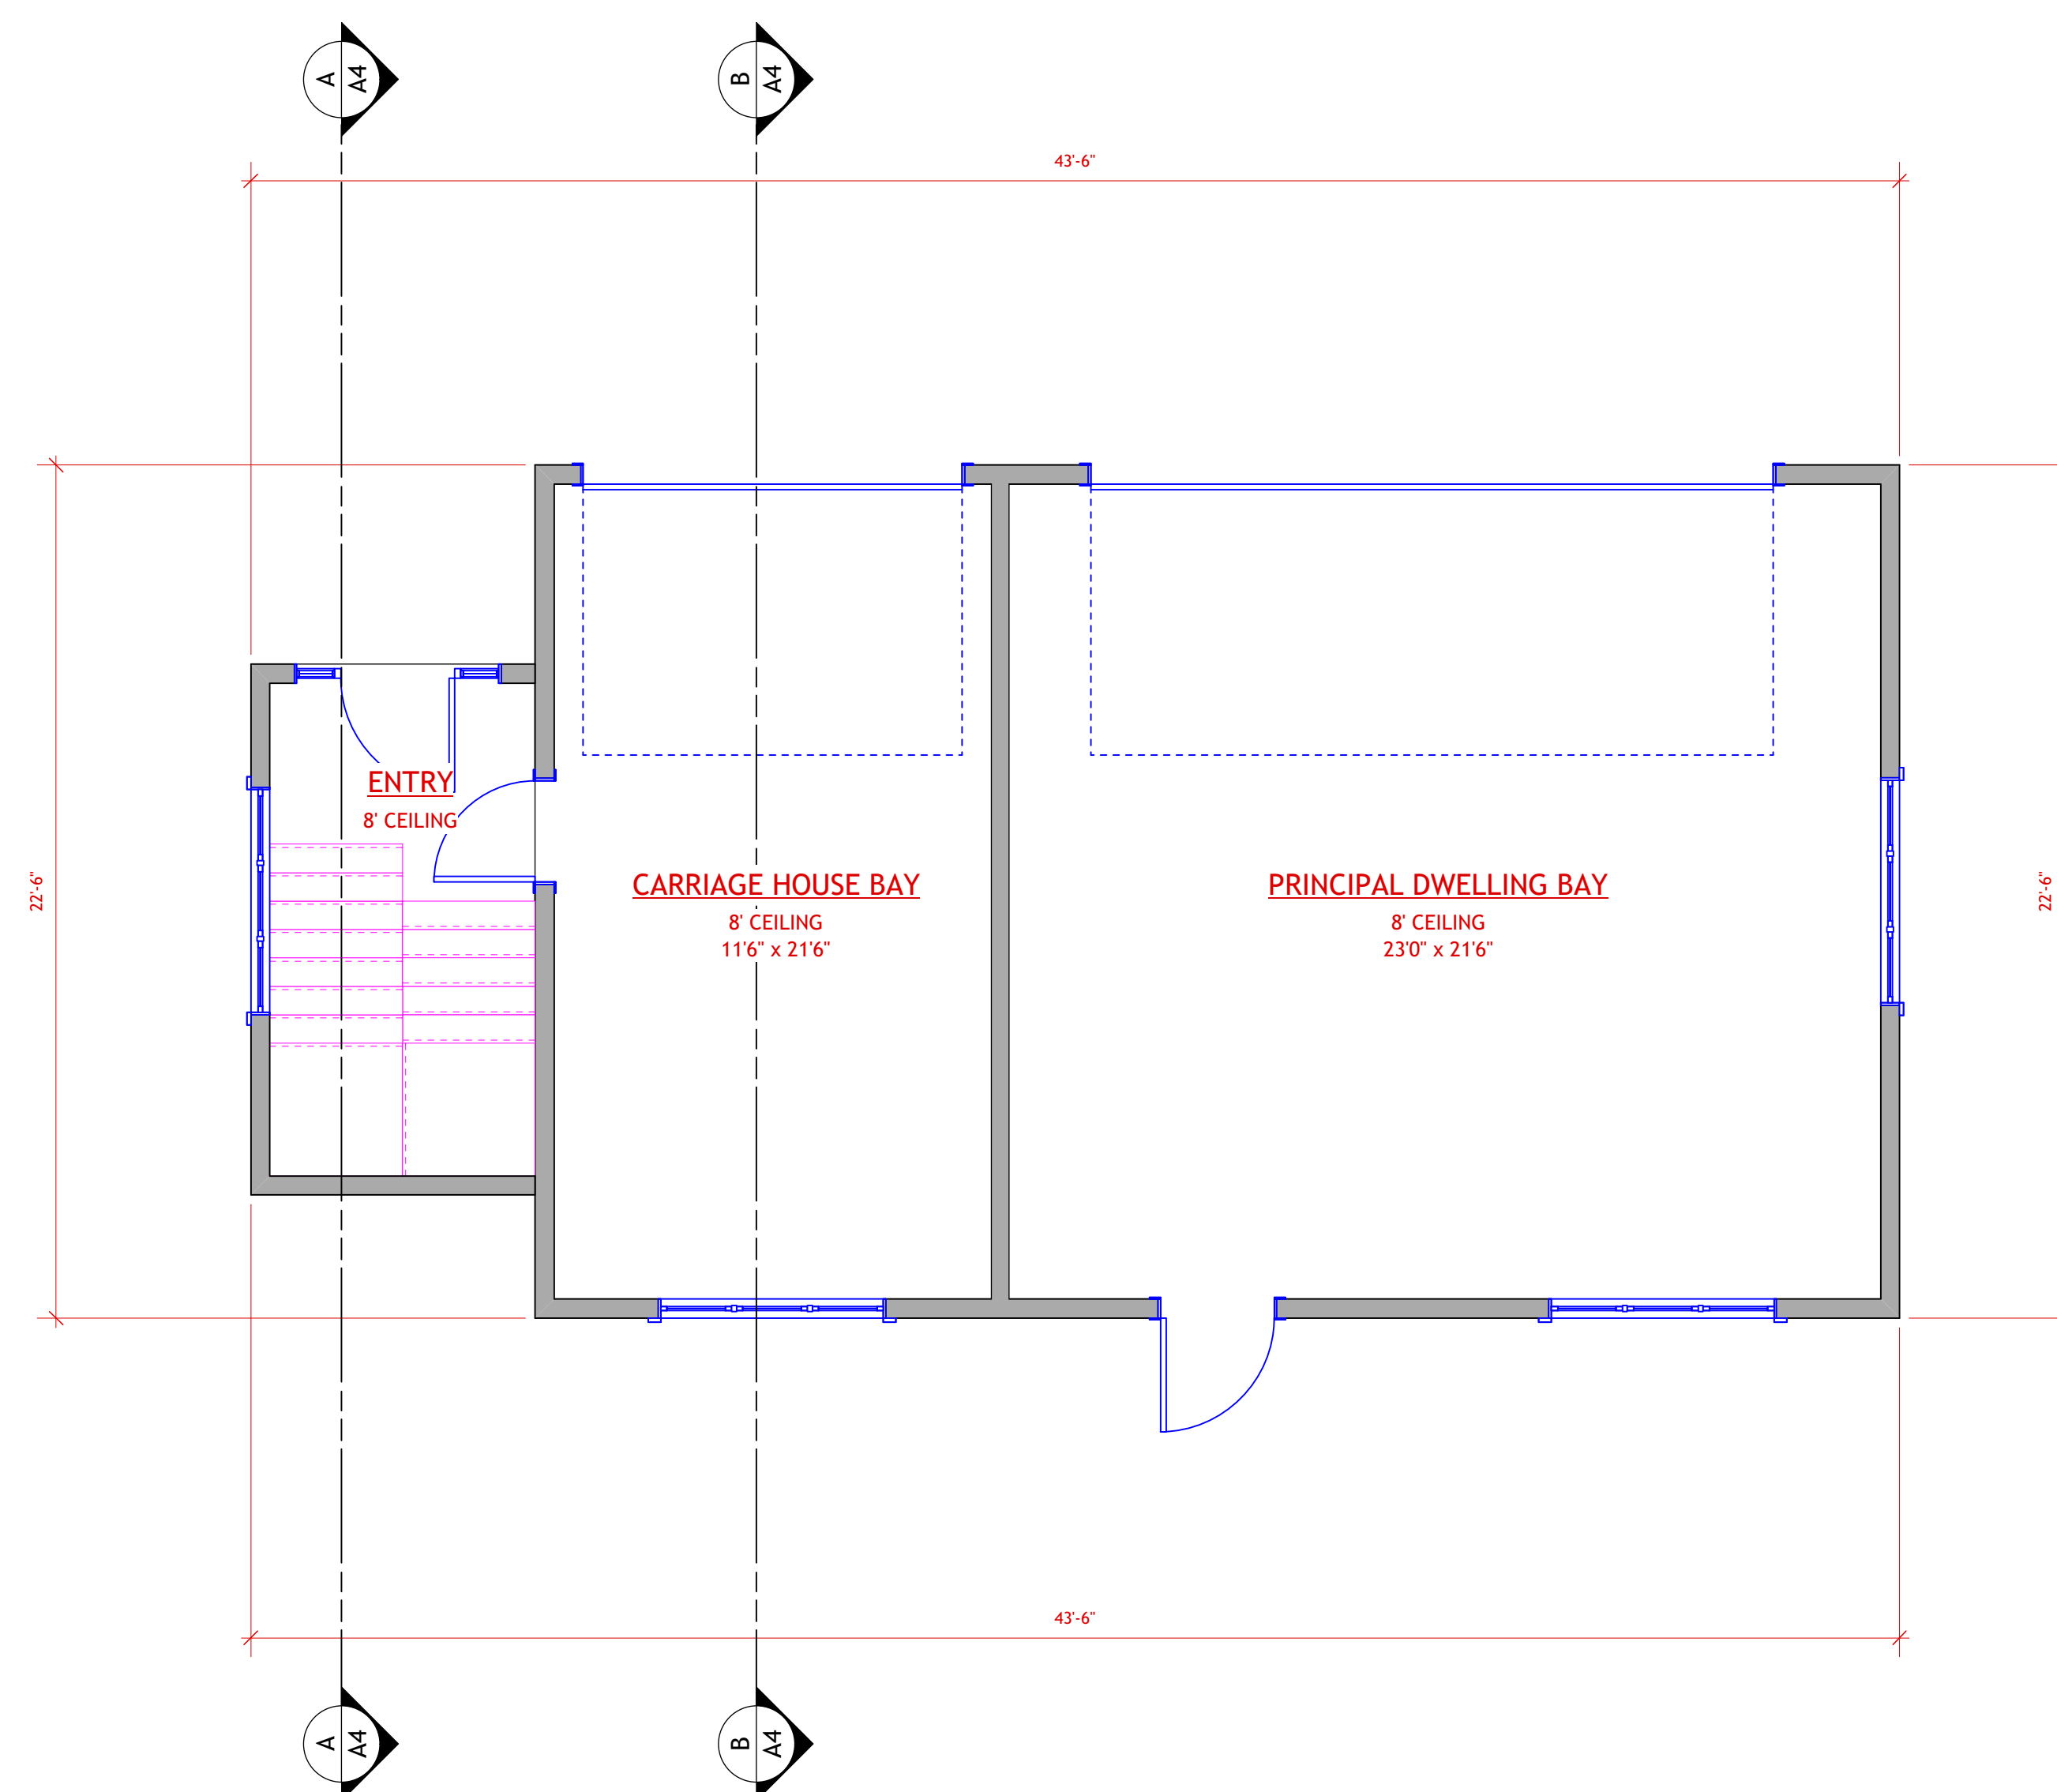 A
A4
B
A4
43'-6"
22'-6"
ENTRY
8' CEILING
CARRIAGE HOUSE BAY
8' CEILING
11'6" x 21'6"
PRINCIPAL DWELLING BAY
8' CEILING
23'0" x 21'6"
22'-6"
43'-6"
A
A4
B
A4